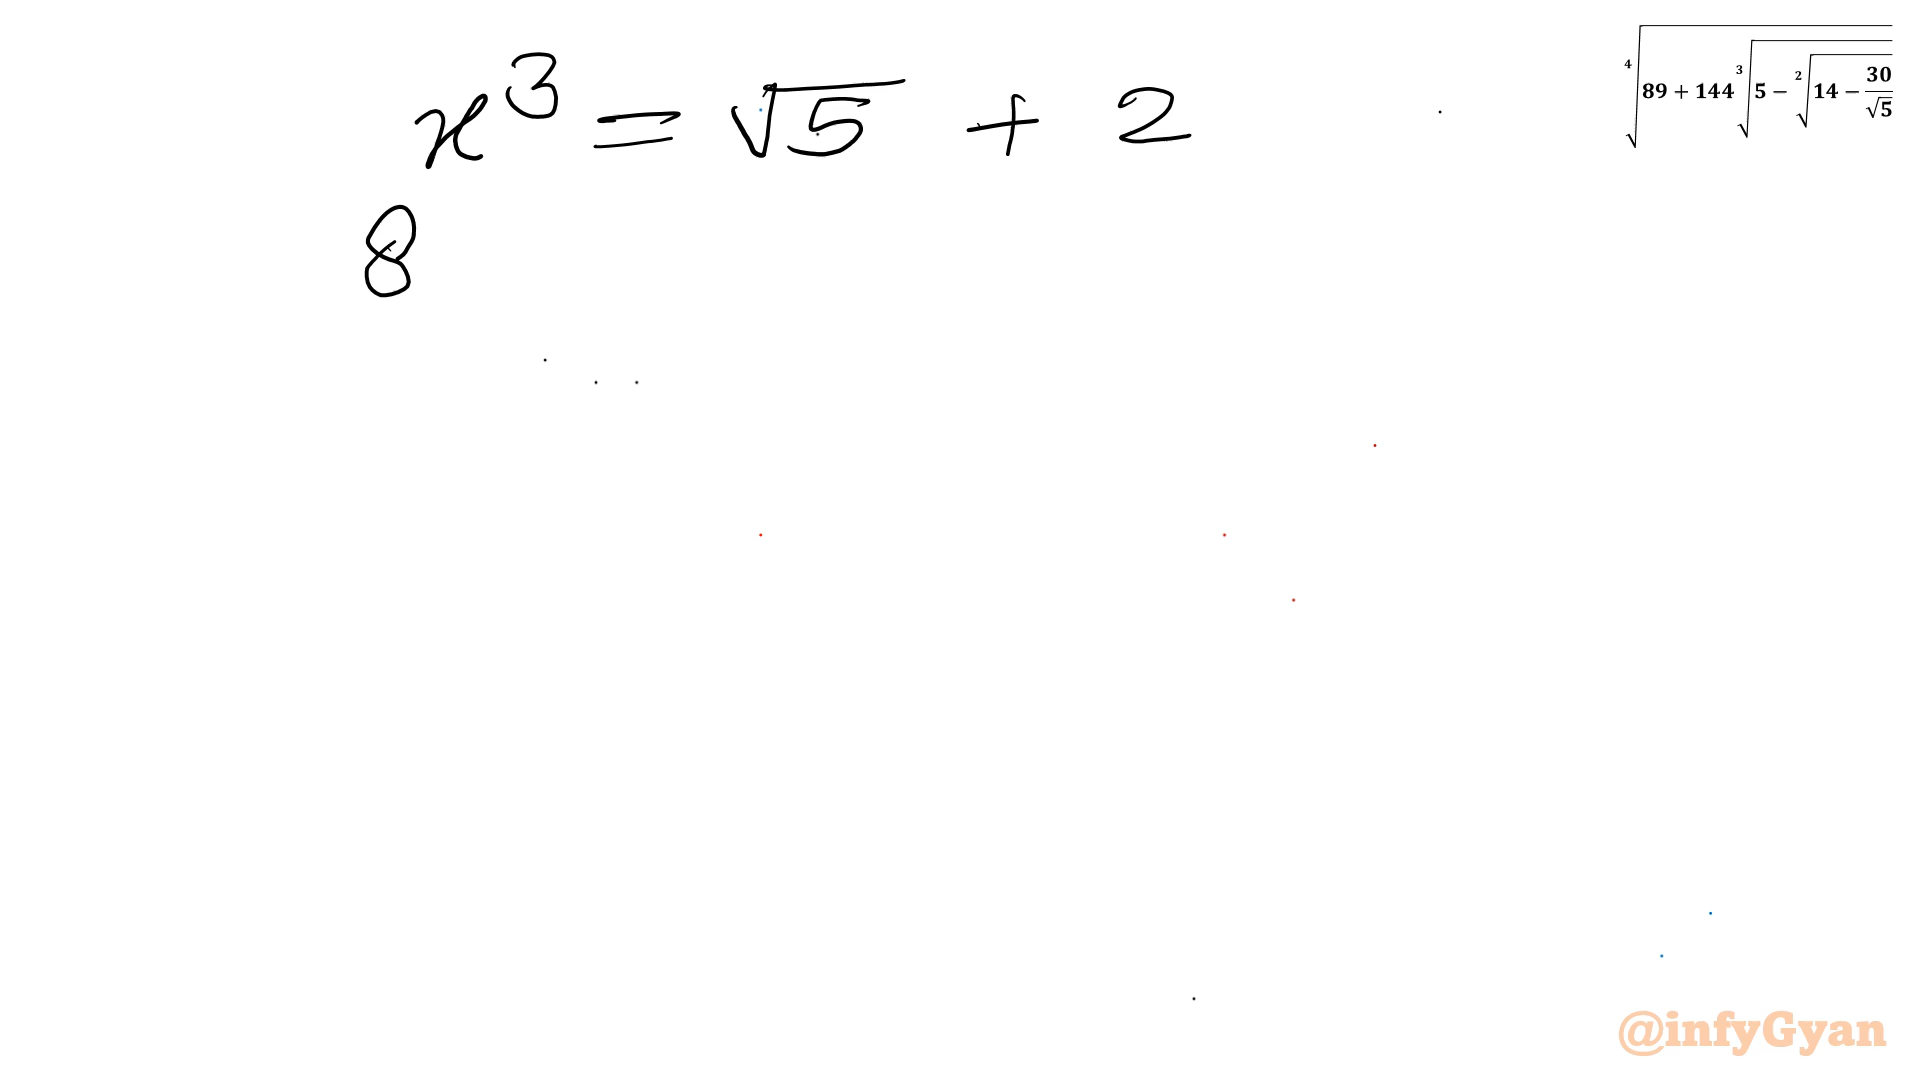 x³ = √5 + 2
⁴√(89 + 144 ³√(5 − ²√(14 − 30/√5)))
8
@infyGyan